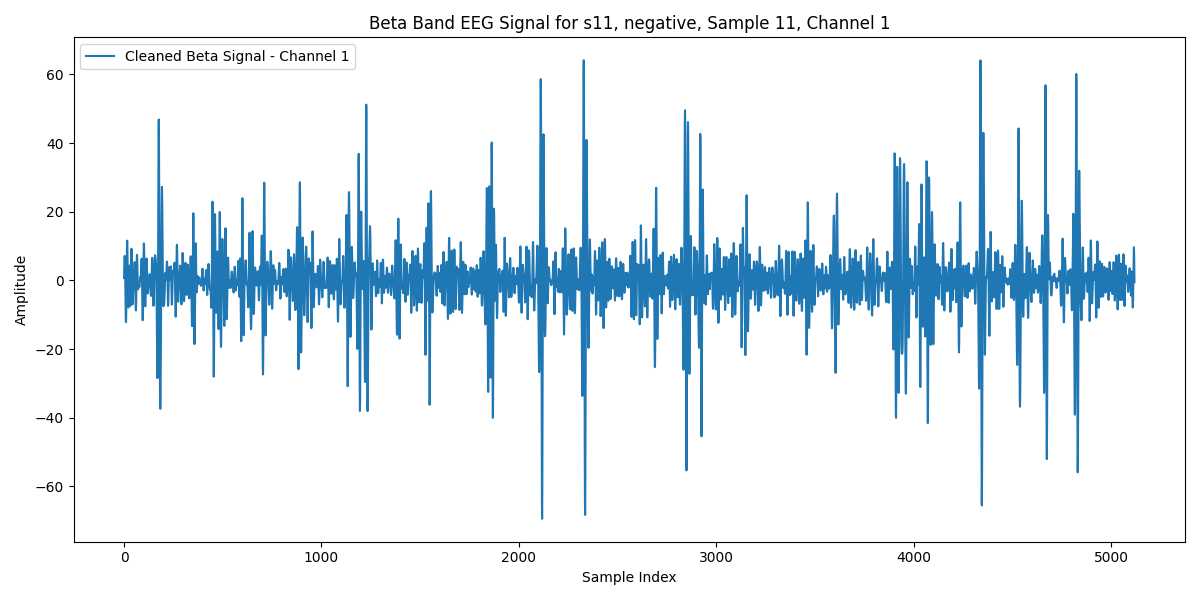 Beta Band EEG Signal for s11, negative, Sample 11, Channel 1
Cleaned Beta Signal - Channel 1
Amplitude
60
40
20
0
−20
−40
−60
0 1000 2000 3000 4000 5000
Sample Index